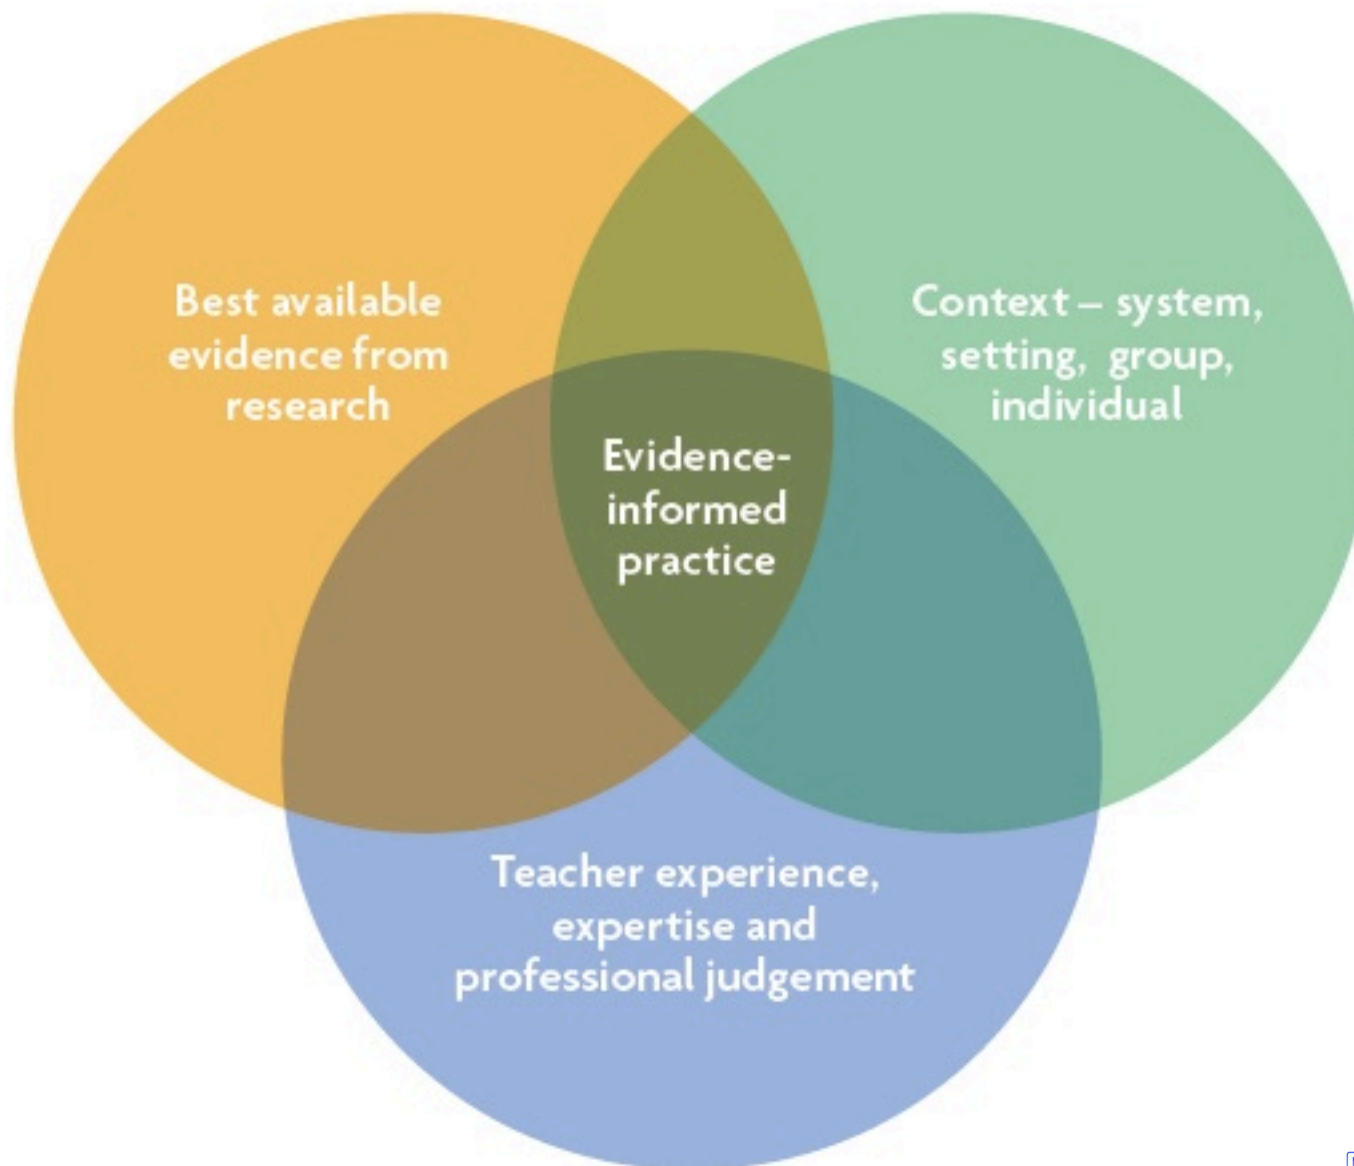 Best available
evidence from
research
Context – system,
setting, group,
individual
Evidence-
informed
practice
Teacher experience,
expertise and
professional judgement